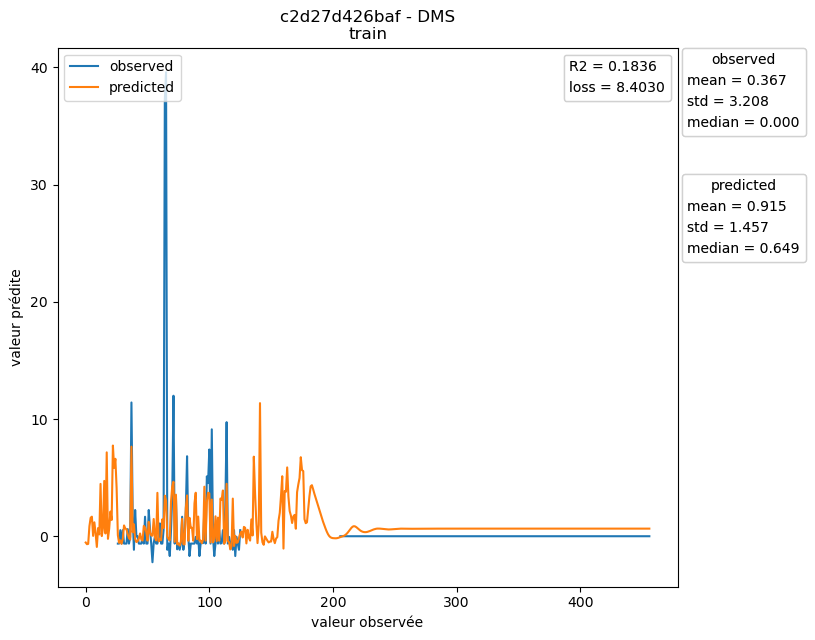 c2d27d426baf - DMS
train
observed
predicted
R2 = 0.1836
loss = 8.4030
observed
mean = 0.367
std = 3.208
median = 0.000
predicted
mean = 0.915
std = 1.457
median = 0.649
valeur prédite
40
30
20
10
0
0
100
200
300
400
valeur observée